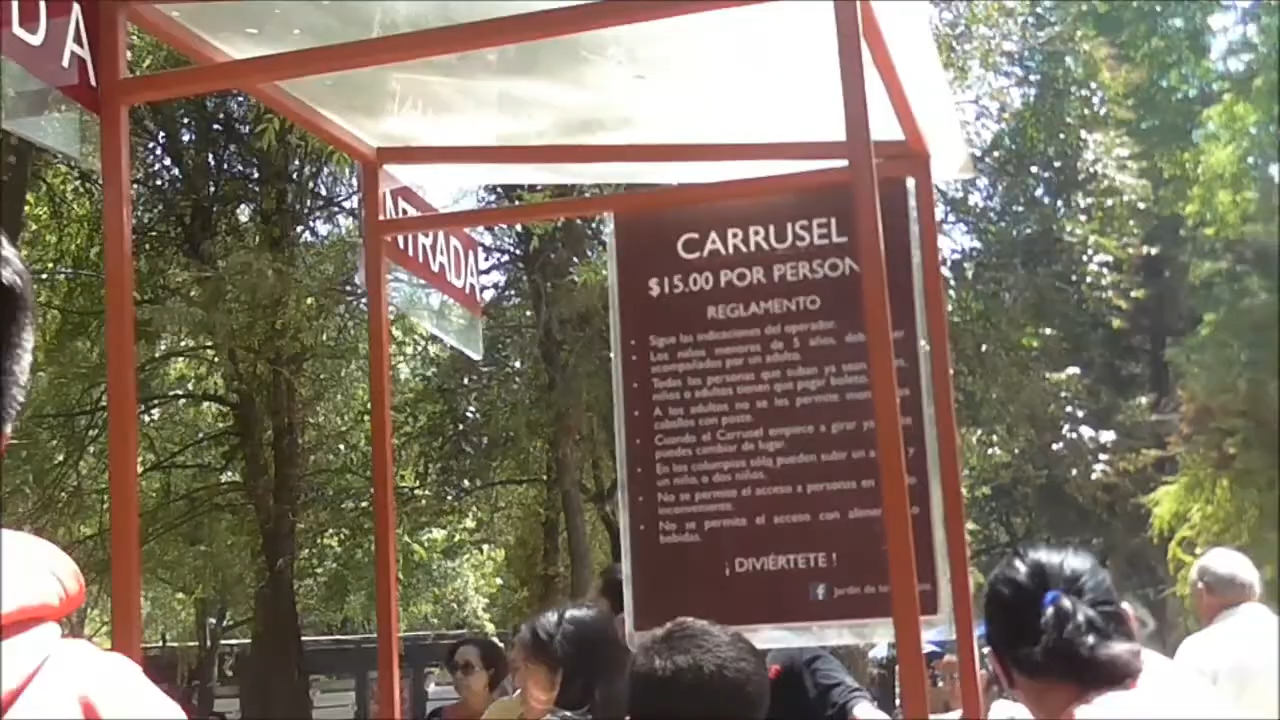 DA
NTRADA
CARRUSEL
$15.00 POR PERSON
REGLAMENTO
• Sigue las indicaciones del operador.
• Los niños menores de 5 años, deb
acompañados por un adulto.
• Todas las personas que suban ya sean
niños o adultos tienen que pagar boleto.
• A los adultos no se les permite mon
caballos con poste.
• Cuando el Carrusel empiece a girar ya
puedes cambiar de lugar.
• En los columpios sólo pueden subir un a y
un niño, o dos niños.
• No se permite el acceso a personas en
inconveniente.
• No se permite el acceso con alimen o
bebidas.
¡ DIVIÉRTETE !
f Jardín de